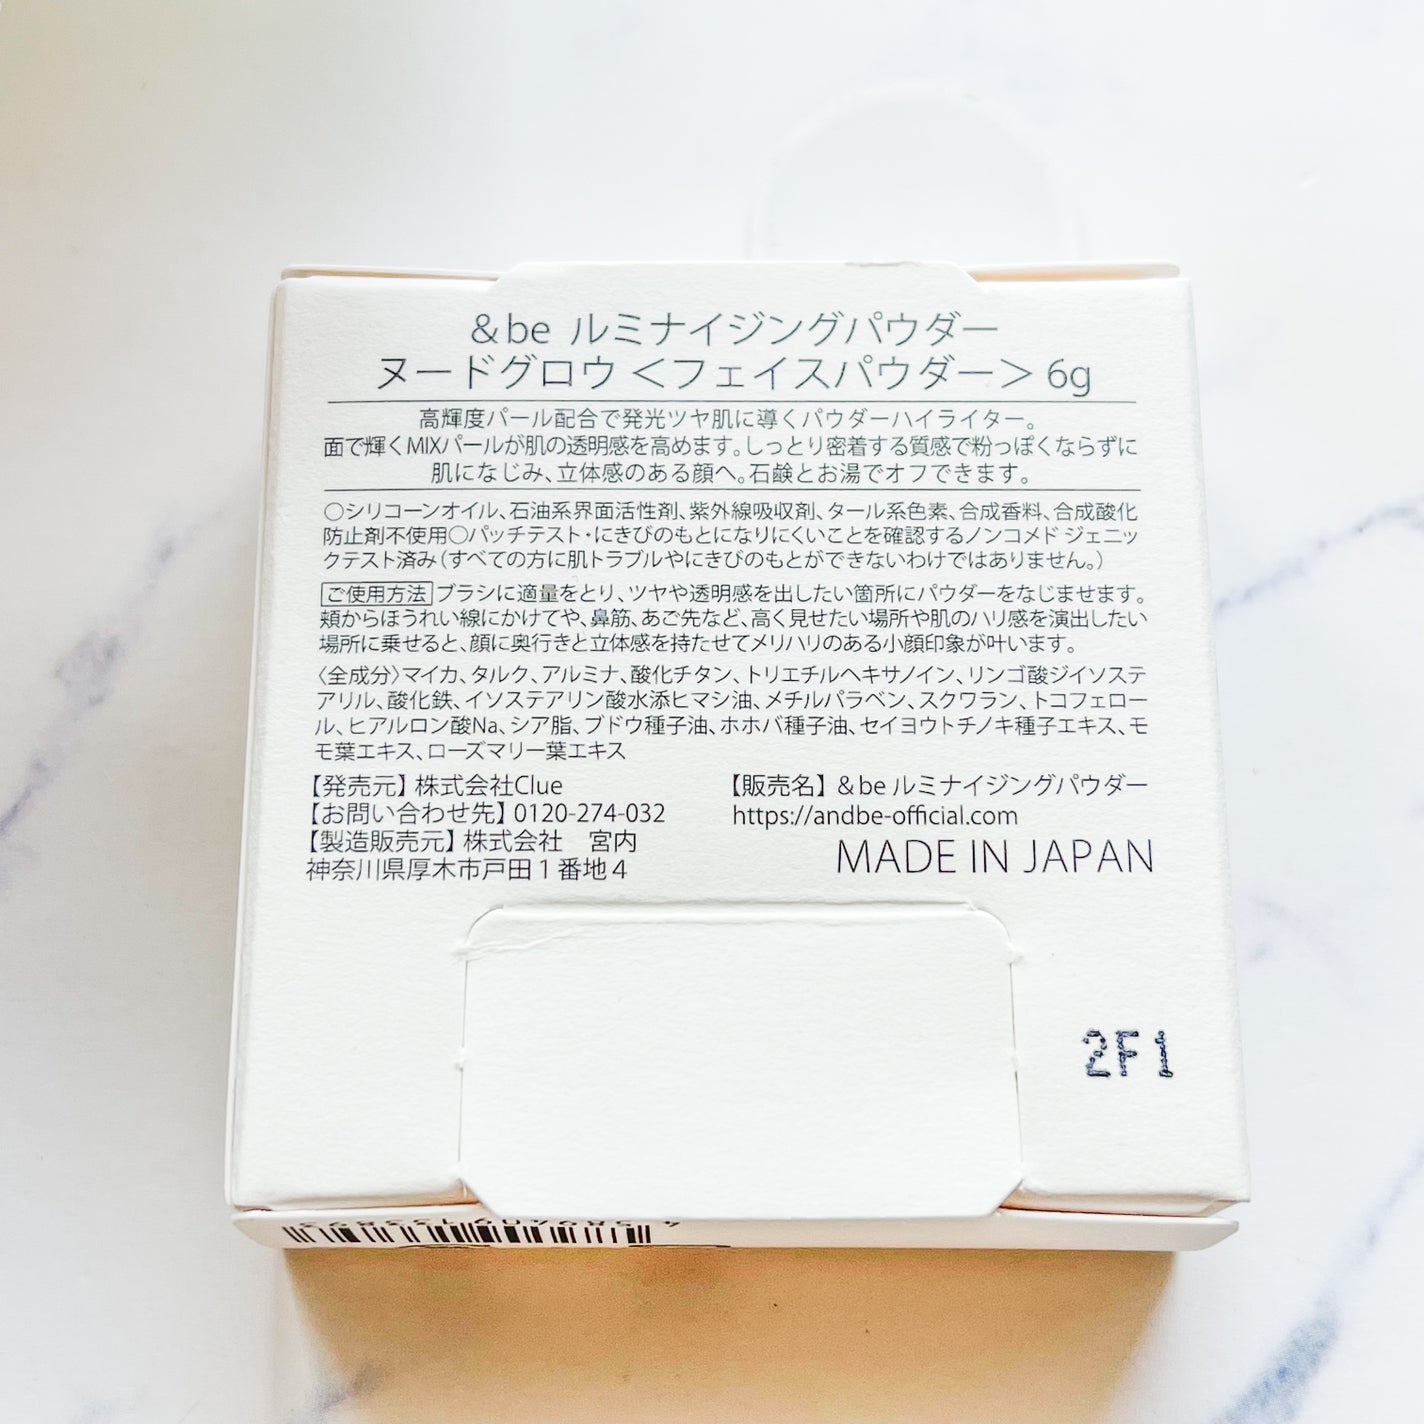 &be ルミナイジングパウダー
ヌードグロウ＜フェイスパウダー＞6g
高輝度パール配合で発光ツヤ肌に導くパウダーハイライター。
面で輝くMIXパールが肌の透明感を高めます。しっとり密着する質感で粉っぽくならずに
肌になじみ、立体感のある顔へ。石鹸とお湯でオフできます。
○シリコーンオイル、石油系界面活性剤、紫外線吸収剤、タール系色素、合成香料、合成酸化
防止剤不使用○パッチテスト・にきびのもとになりにくいことを確認するノンコメド ジェニッ
クテスト済み（すべての方に肌トラブルやにきびのもとができないわけではありません。）
ご使用方法 ブラシに適量をとり、ツヤや透明感を出したい箇所にパウダーをなじませます。
頬からほうれい線にかけてや、鼻筋、あご先など、高く見せたい場所や肌のハリ感を演出したい
場所に乗せると、顔に奥行きと立体感を持たせてメリハリのある小顔印象が叶います。
〈全成分〉マイカ、タルク、アルミナ、酸化チタン、トリエチルヘキサノイン、リンゴ酸ジイソステ
アリル、酸化鉄、イソステアリン酸水添ヒマシ油、メチルパラベン、スクワラン、トコフェロー
ル、ヒアルロン酸Na、シア脂、ブドウ種子油、ホホバ種子油、セイヨウトチノキ種子エキス、モ
モ葉エキス、ローズマリー葉エキス
【発売元】株式会社Clue
【販売名】&be ルミナイジングパウダー
【お問い合わせ先】0120-274-032
https://andbe-official.com
【製造販売元】株式会社　宮内
神奈川県厚木市戸田1番地4
MADE IN JAPAN
2F1